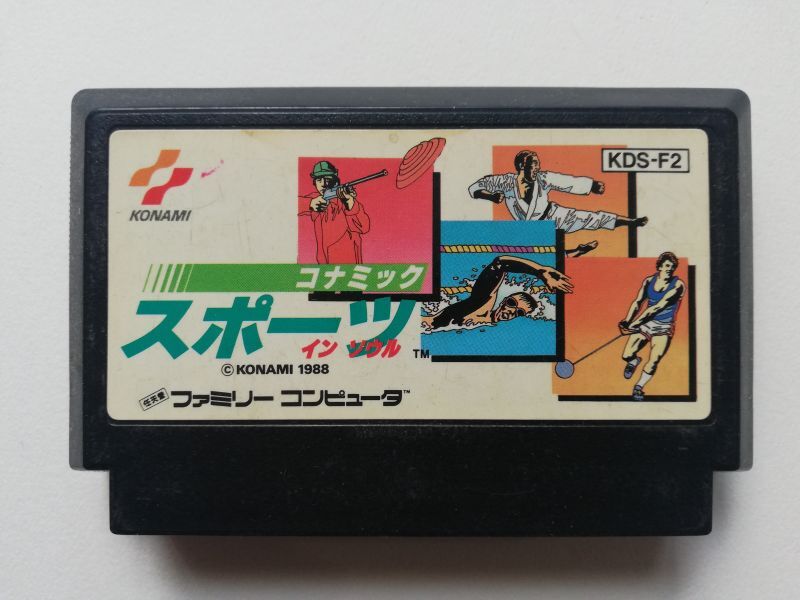 KONAMI
KDS-F2
コナミック
スポーツ
イン ソウル TM
© KONAMI 1988
任天堂 ファミリー コンピュータ TM